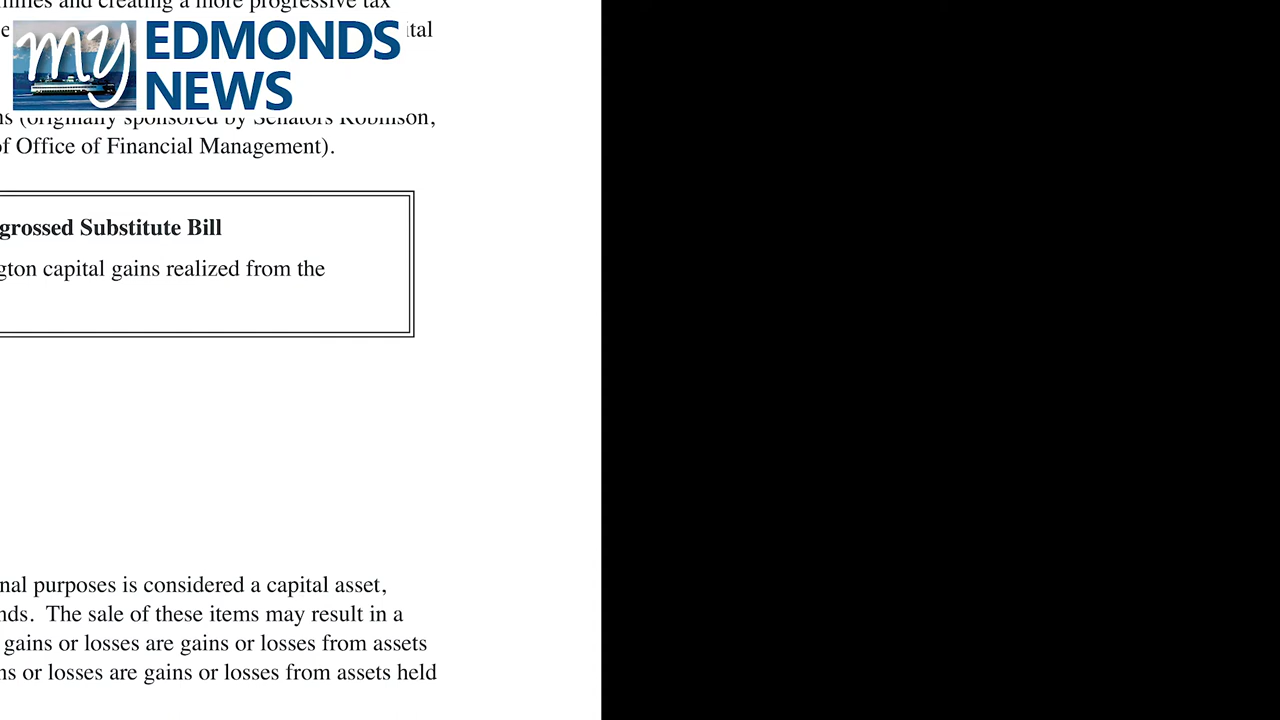 milies and creating a more progressive tax
e
ital
my EDMONDS
NEWS
ns (originally sponsored by Senators Robinson,
of Office of Financial Management).
grossed Substitute Bill
gton capital gains realized from the
nal purposes is considered a capital asset,
nds. The sale of these items may result in a
gains or losses are gains or losses from assets
ns or losses are gains or losses from assets held